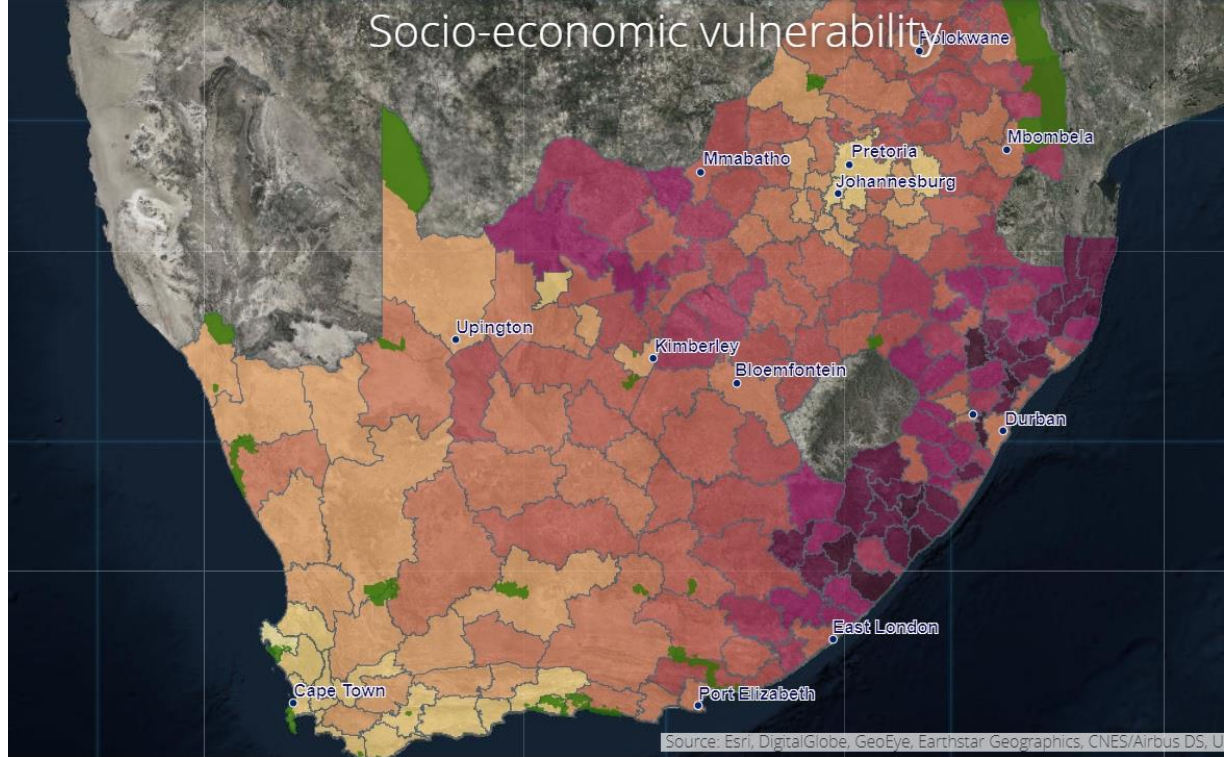 Socio-economic vulnerability
Polokwane
Mbombela
Mmabatho
Pretoria
Johannesburg
Upington
Kimberley
Bloemfontein
Durban
East London
Cape Town
Port Elizabeth
Source: Esri, DigitalGlobe, GeoEye, Earthstar Geographics, CNES/Airbus DS, U